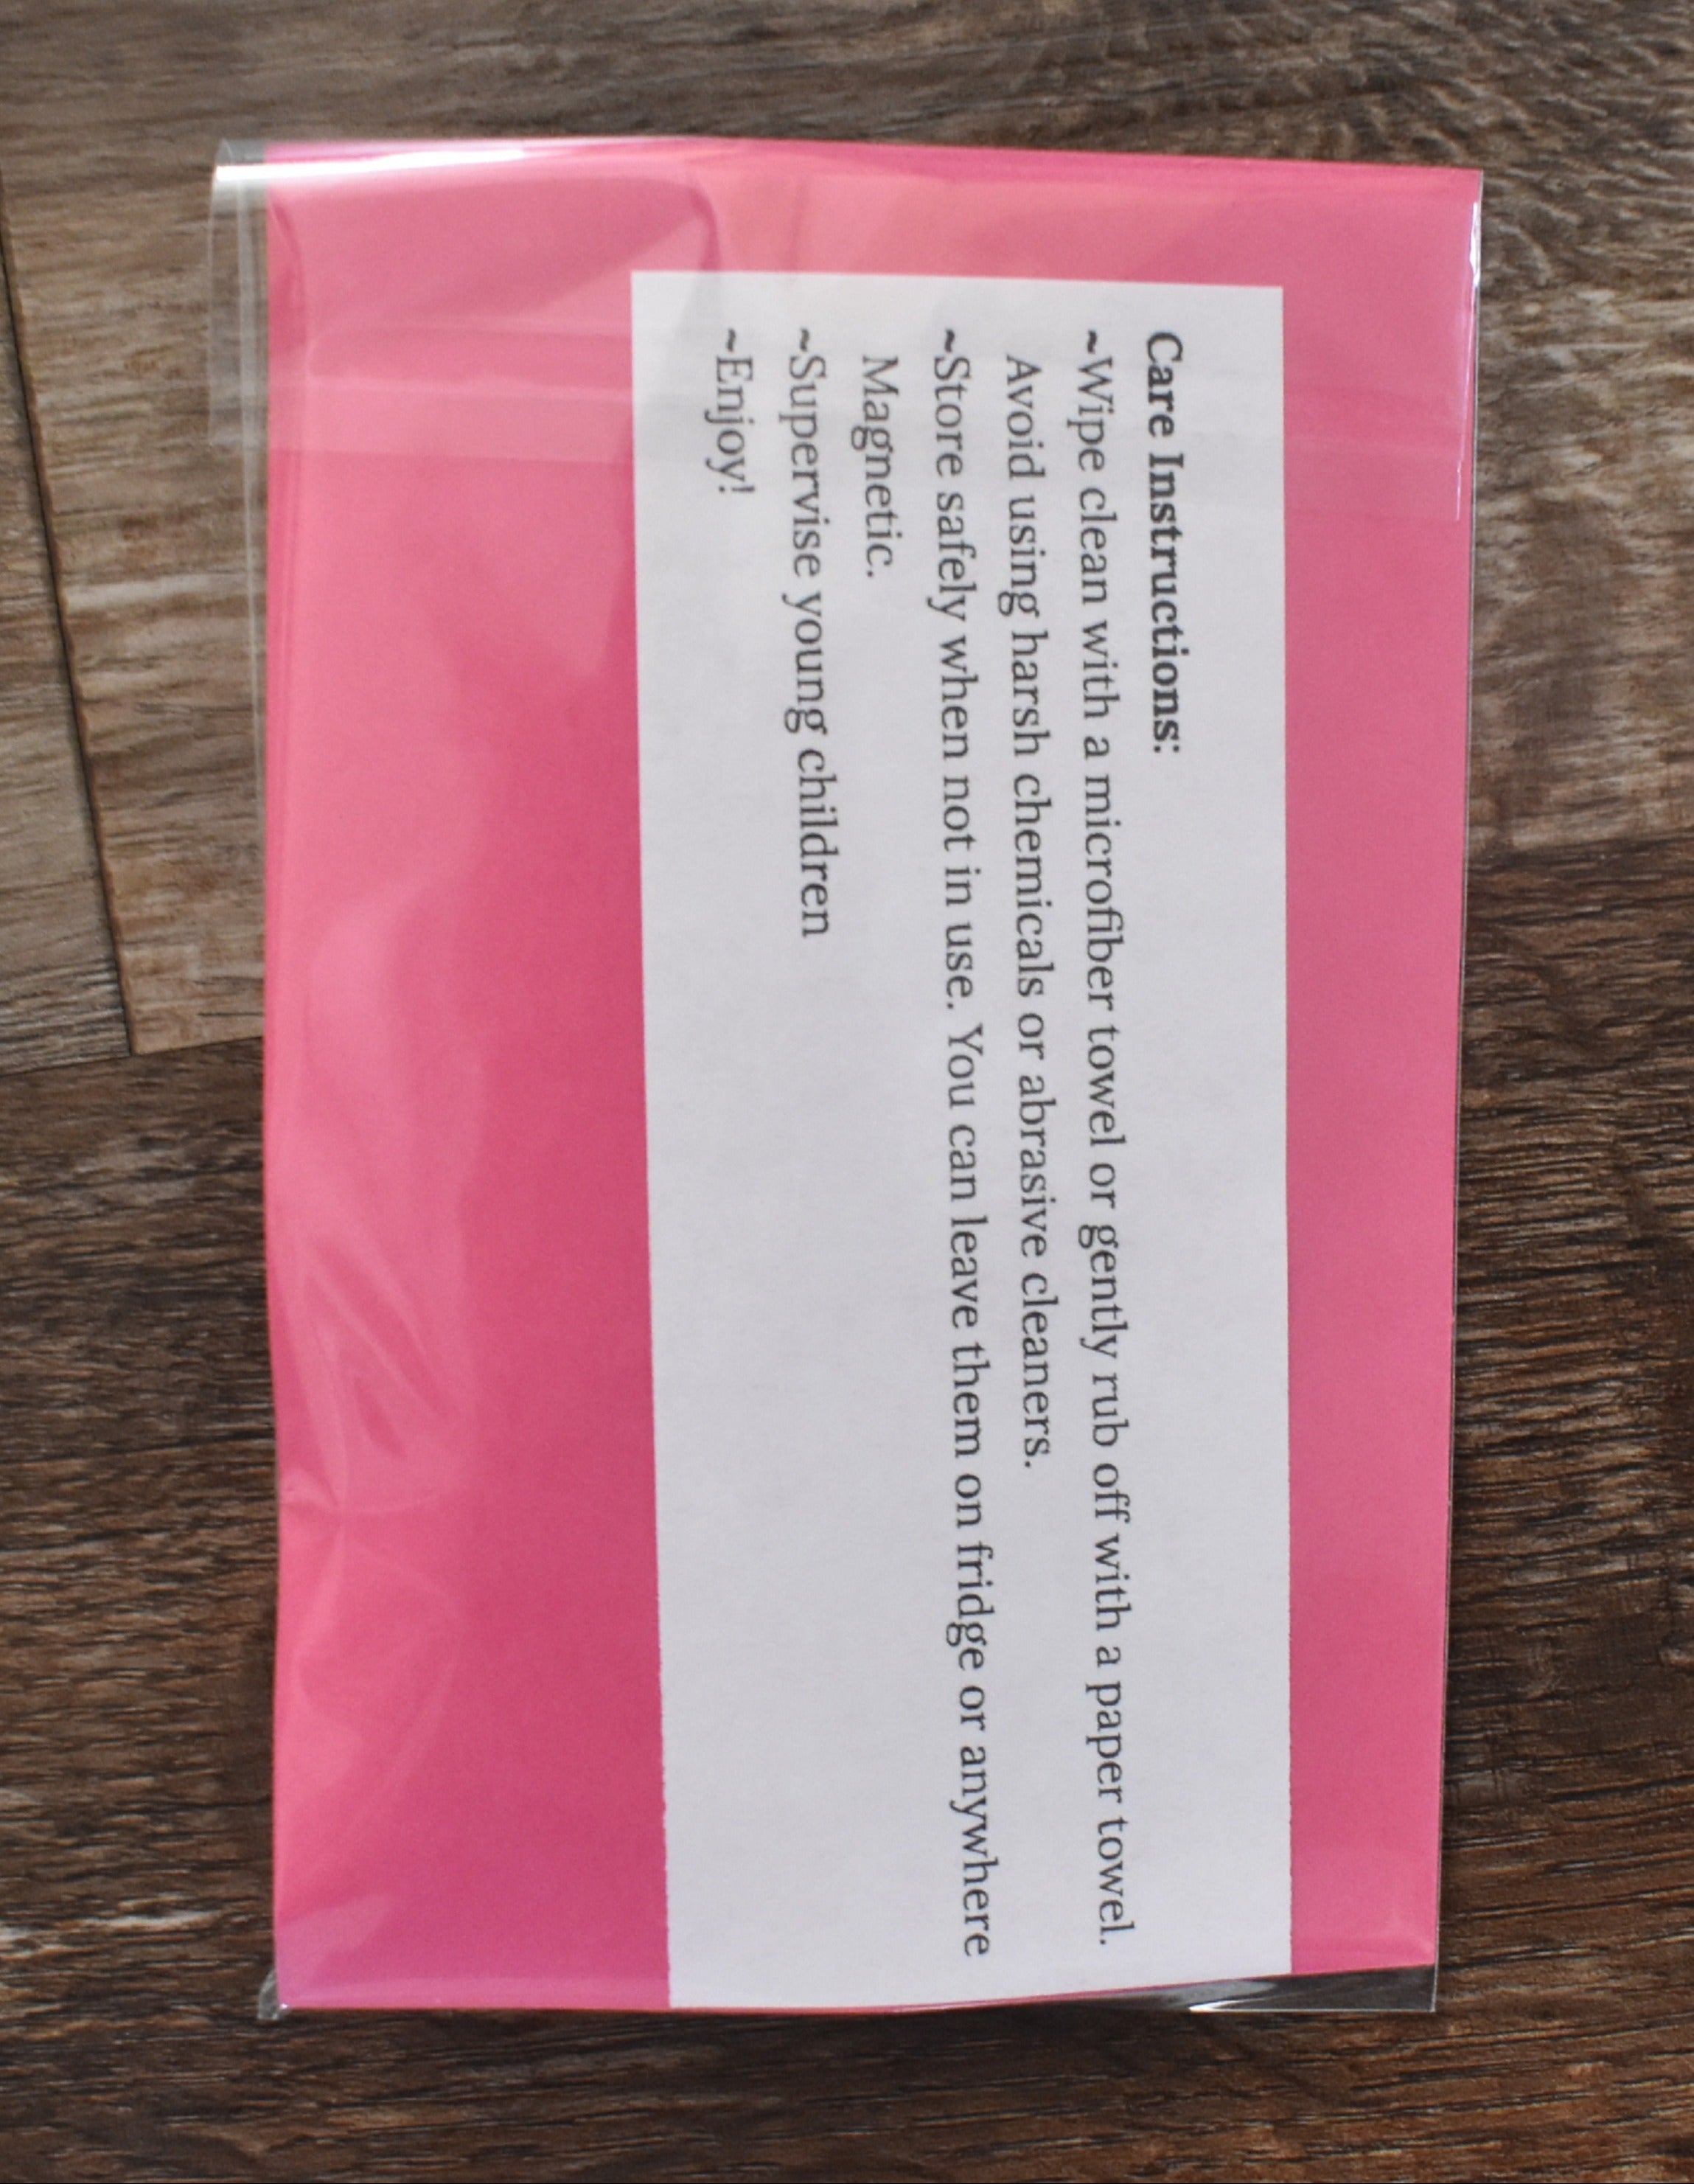 Care Instructions:
~Wipe clean with a microfiber towel or gently rub off with a paper towel.
Avoid using harsh chemicals or abrasive cleaners.
~Store safely when not in use. You can leave them on fridge or anywhere
Magnetic.
~Supervise young children
~Enjoy!